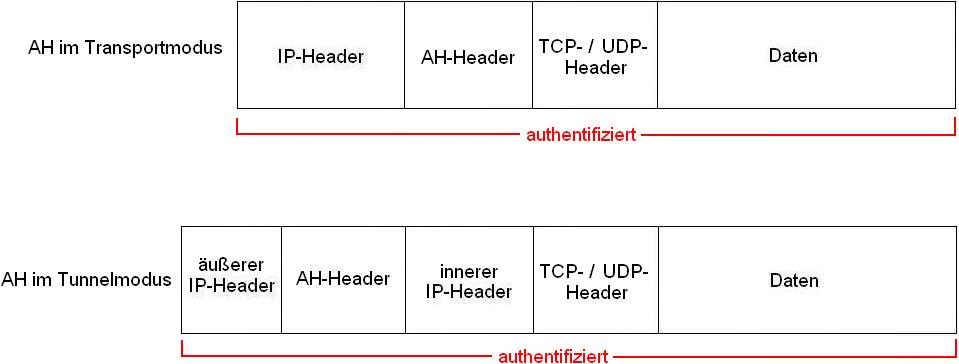 AH im Transportmodus
IP-Header
AH-Header
TCP- / UDP-
Header
Daten
authentifiziert
AH im Tunnelmodus
äußerer
IP-Header
AH-Header
innerer
IP-Header
TCP- / UDP-
Header
Daten
authentifiziert